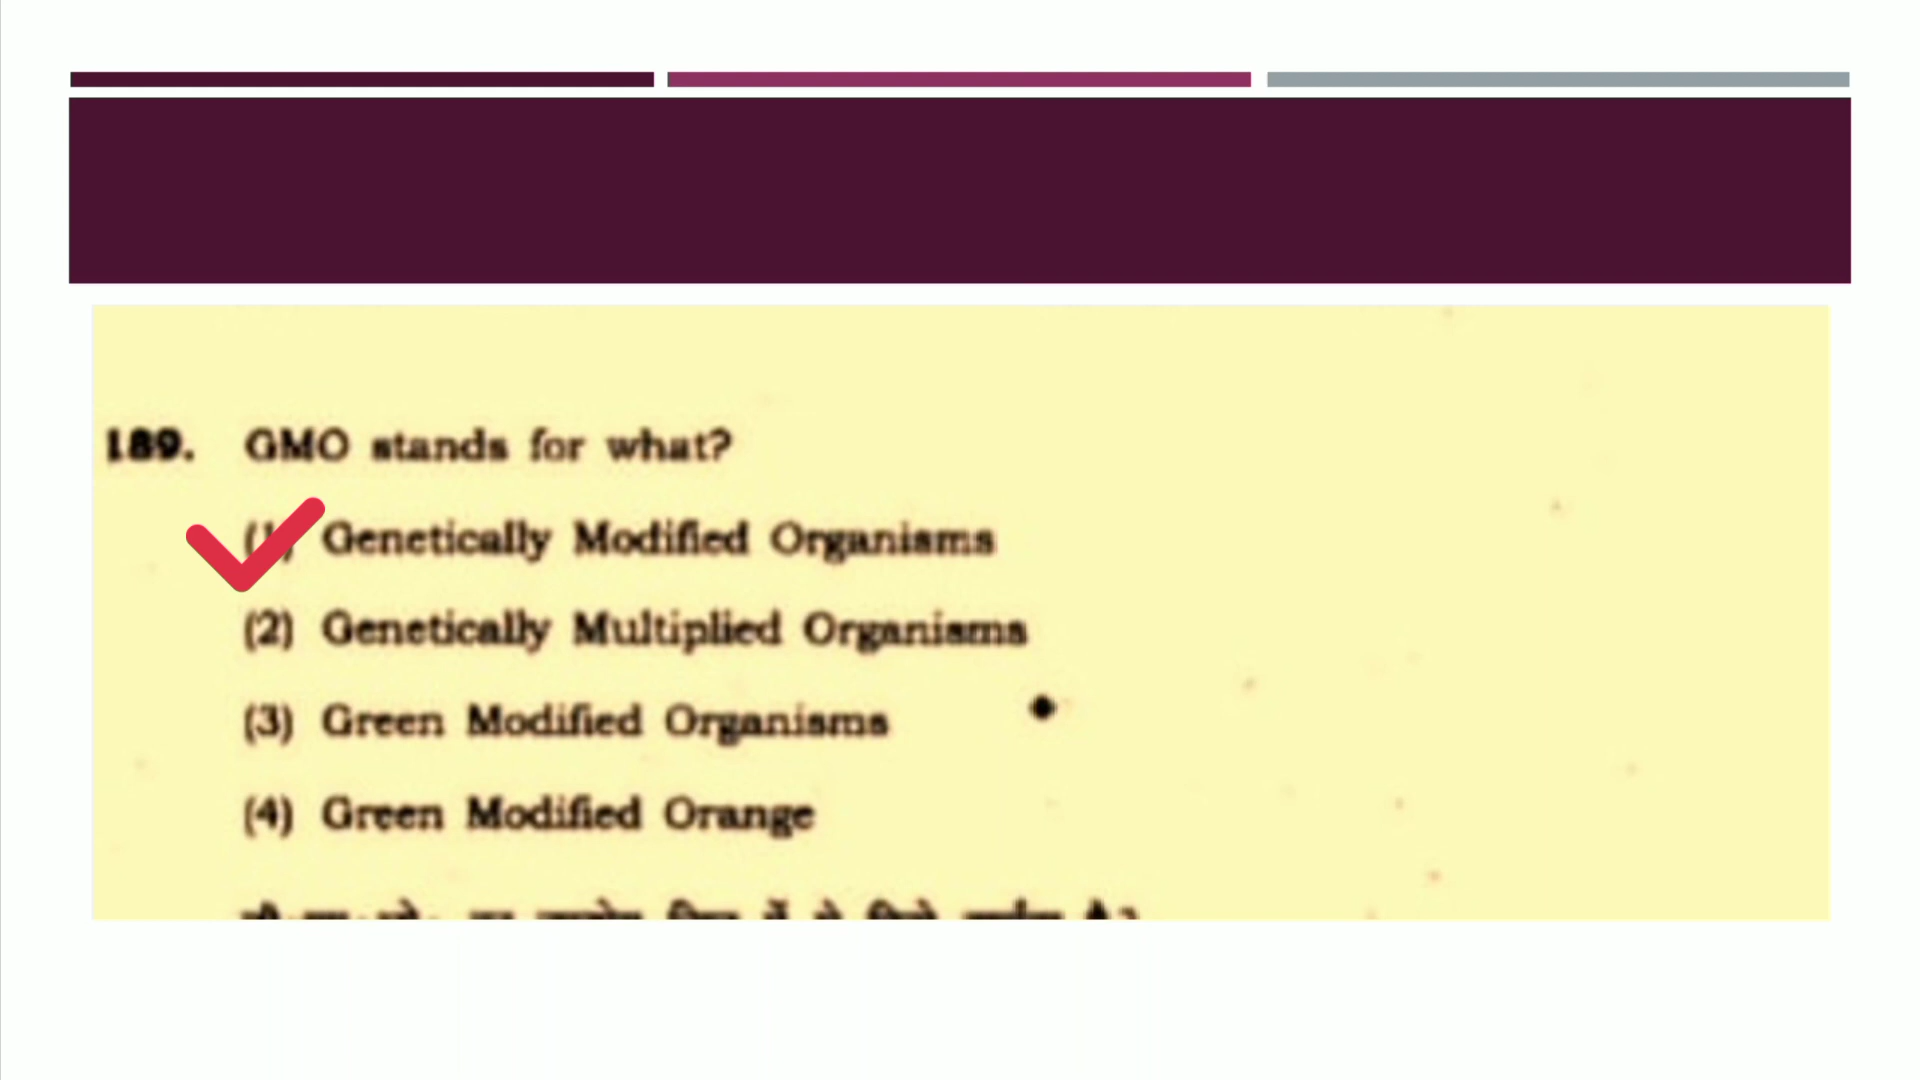 189. GMO stands for what?
(1) Genetically Modified Organisms
(2) Genetically Multiplied Organisms
(3) Green Modified Organisms
(4) Green Modified Orange